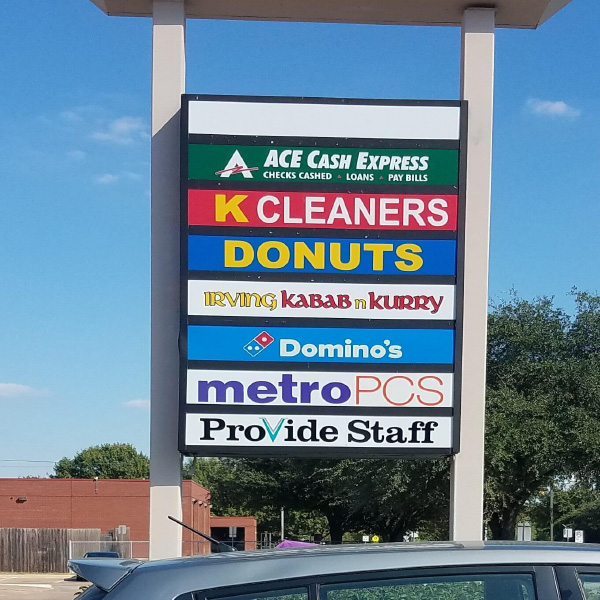 ACE CASH EXPRESS
CHECKS CASHED • LOANS • PAY BILLS
K CLEANERS
DONUTS
IRVING KABAB n KURRY
Domino's
metroPCS
ProVide Staff